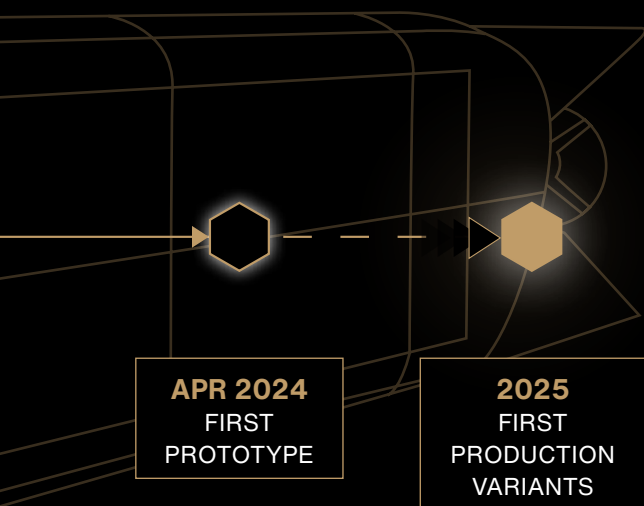 APR 2024
FIRST
PROTOTYPE
2025
FIRST
PRODUCTION
VARIANTS